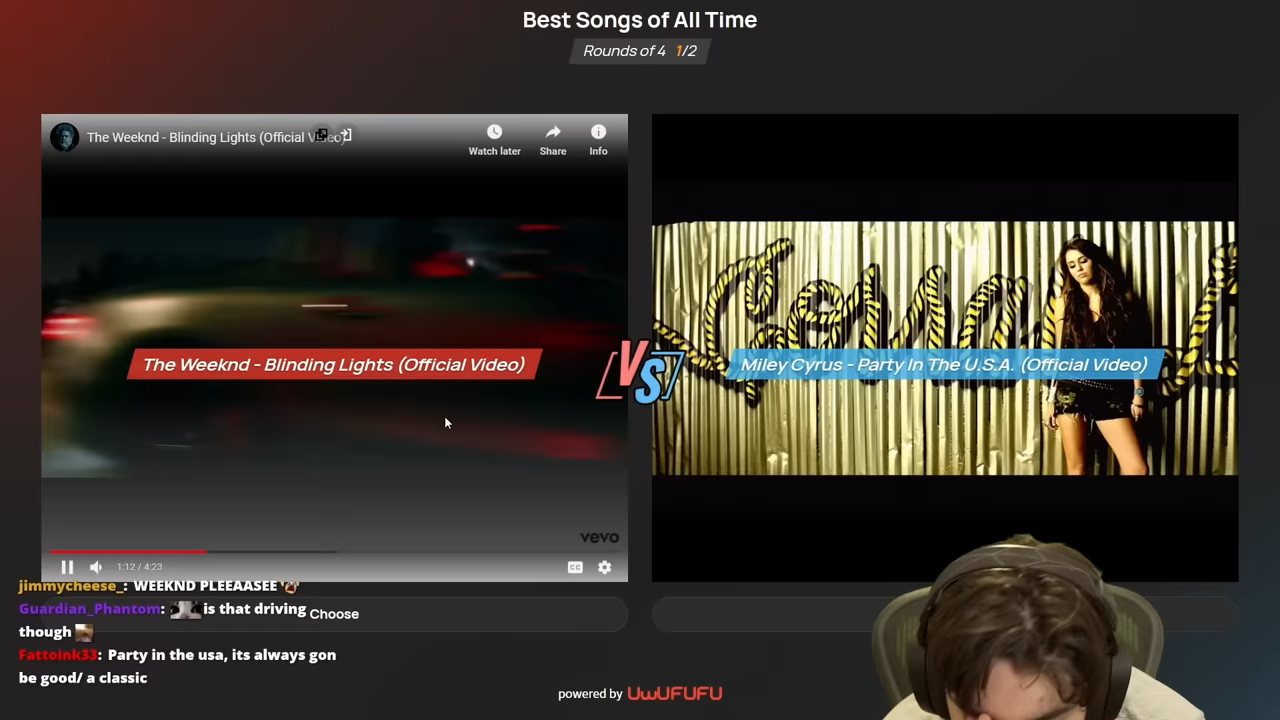 Best Songs of All Time
Rounds of 4 1/2
The Weeknd - Blinding Lights (Official Video)
Watch later
Share
Info
The Weeknd - Blinding Lights (Official Video)
VS
Miley Cyrus - Party In The U.S.A. (Official Video)
vevo
1:12 / 4:23
CC
jimmycheese_: WEEKND PLEEAASEE
Guardian_Phantom: is that driving
though
Choose
Fattoink33: Party in the usa, its always gon
be good/ a classic
powered by UwUFUFU